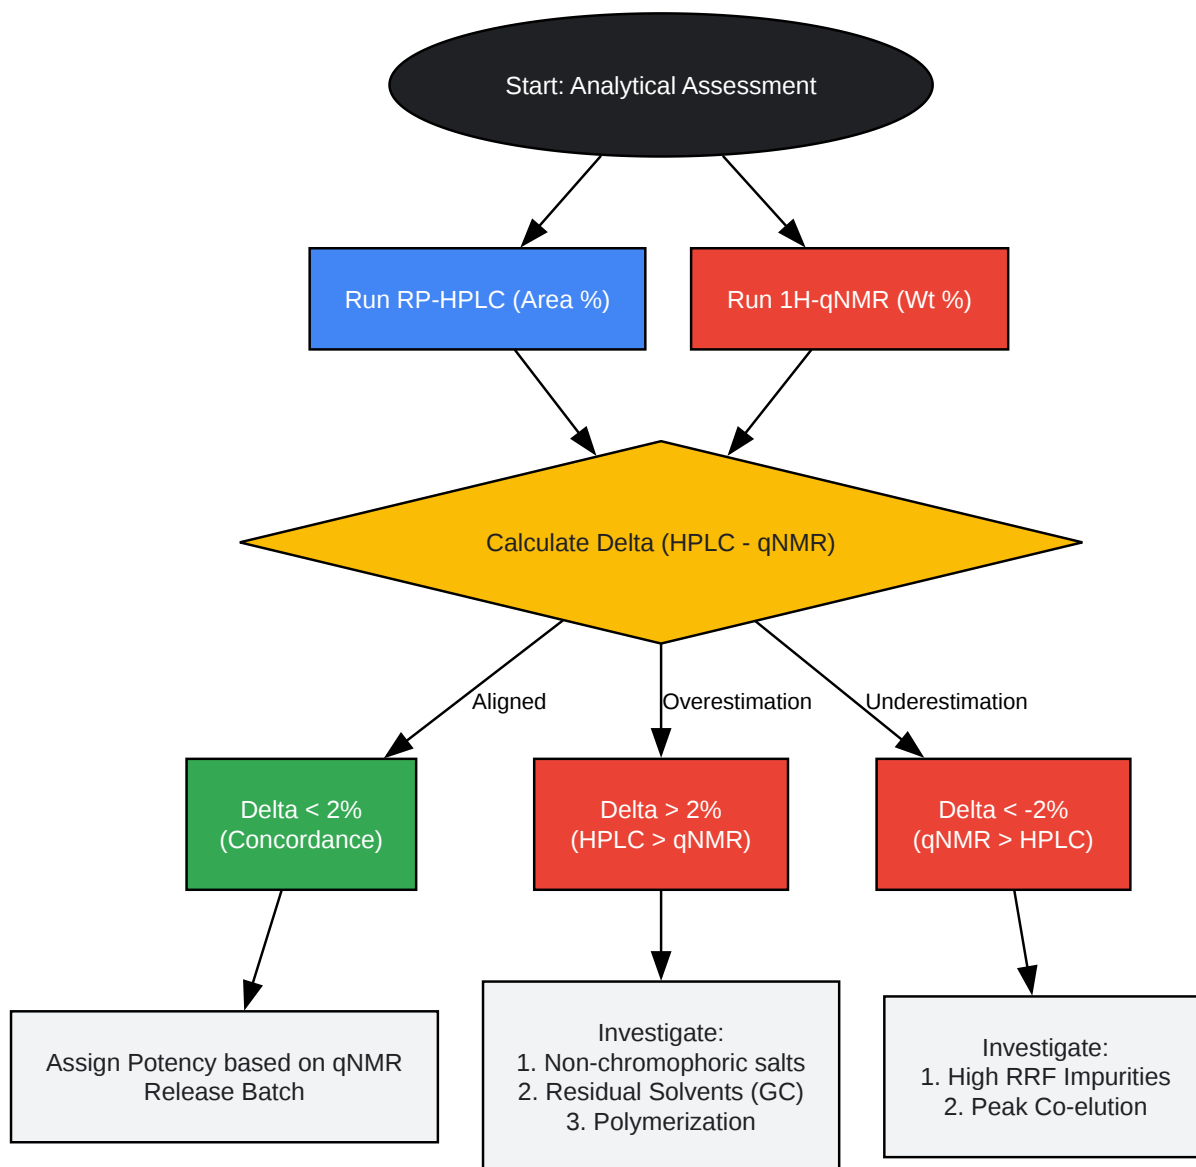 Start: Analytical Assessment
Run RP-HPLC (Area %)
Run 1H-qNMR (Wt %)
Calculate Delta (HPLC - qNMR)
Aligned
Overestimation
Underestimation
Delta < 2%
(Concordance)
Delta > 2%
(HPLC > qNMR)
Delta < -2%
(qNMR > HPLC)
Assign Potency based on qNMR
Release Batch
Investigate:
1. Non-chromophoric salts
2. Residual Solvents (GC)
3. Polymerization
Investigate:
1. High RRF Impurities
2. Peak Co-elution